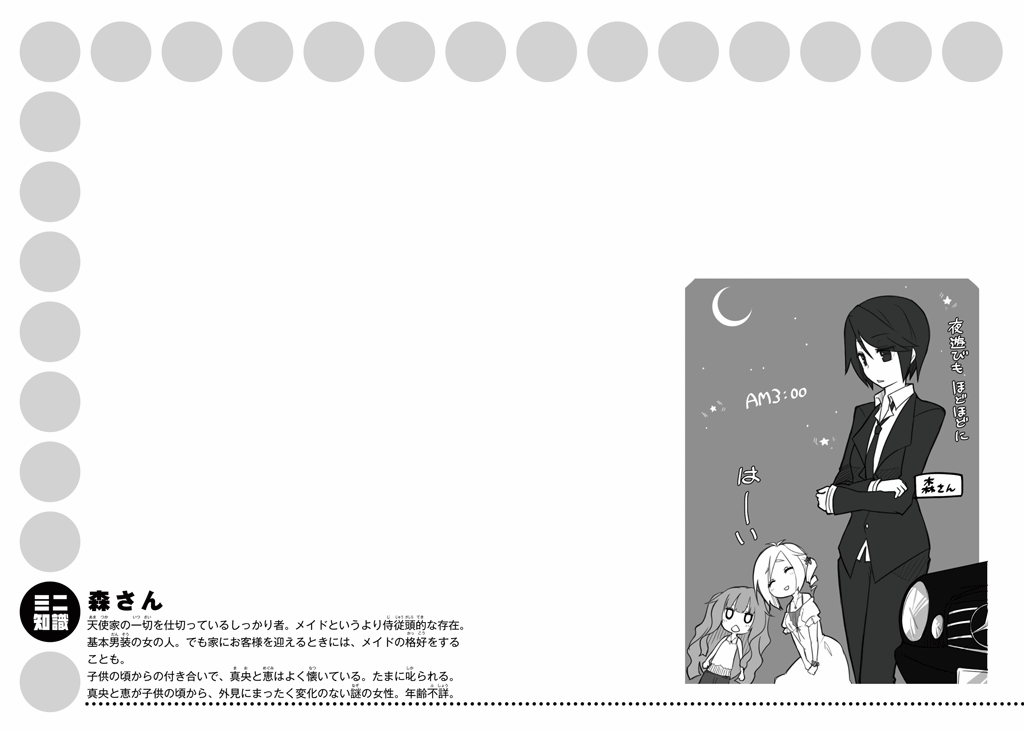 夜遊びも ほどほどに
AM3:00
森さん
はーい
ミニ
知識
森さん
天使家の一切を仕切っているしっかり者。メイドというより侍従頭的な存在。
基本男装の女の人。でも家にお客様を迎えるときには、メイドの格好をする
ことも。
子供の頃からの付き合いで、真央と恵はよく懐いている。たまに叱られる。
真央と恵が子供の頃から、外見にまったく変化のない謎の女性。年齢不詳。